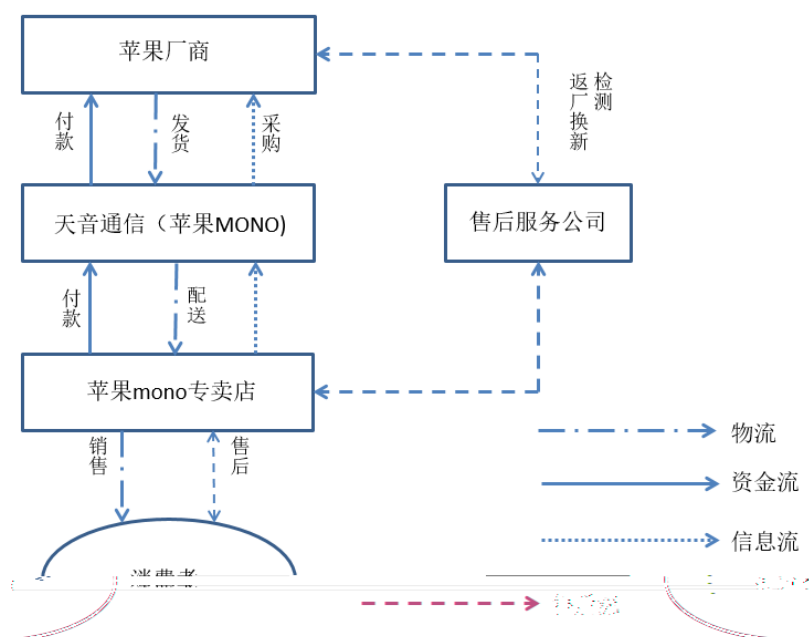 苹果厂商
付款
发货
采购
检测
返厂换新
天音通信（苹果MONO)
售后服务公司
付款
配送
苹果mono专卖店
销售
售后
物流
资金流
信息流
消费者